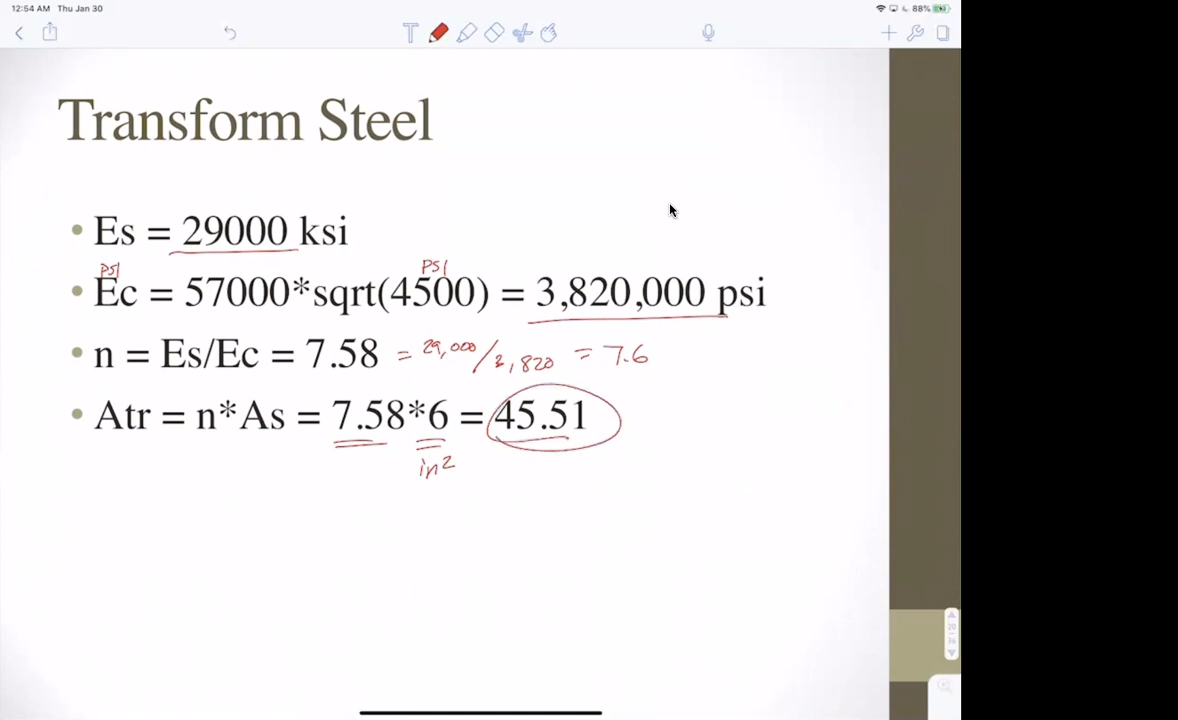 12:54 AM Thu Jan 30
88%
Transform Steel
• Es = 29000 ksi
PSI PSI
• Ec = 57000*sqrt(4500) = 3,820,000 psi
• n = Es/Ec = 7.58 = 29,000/3,820 = 7.6
• Atr = n*As = 7.58*6 = 45.51
in²